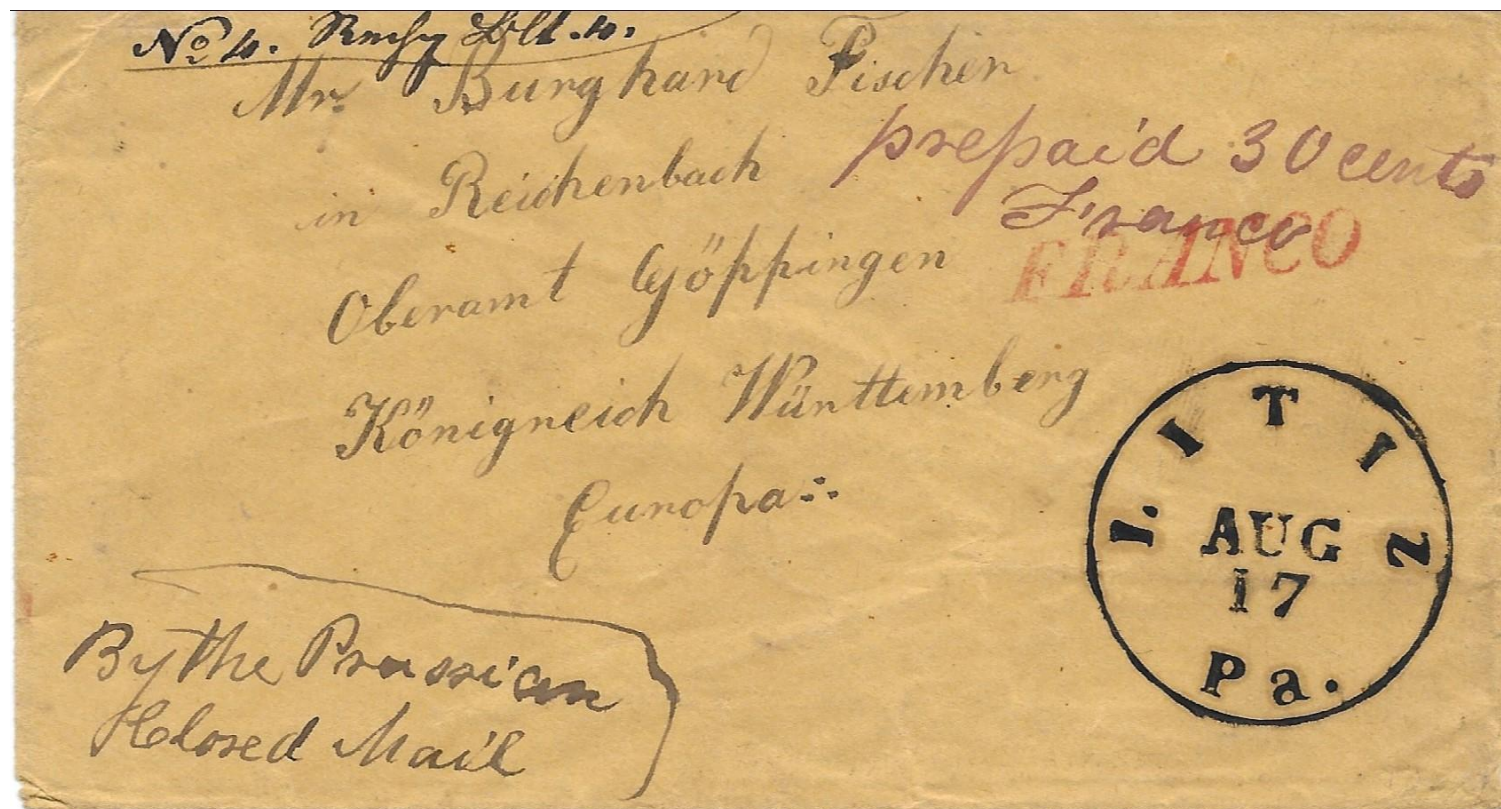 No 4.
Mr. Burghard Fischer
in Reichenbach
Oberamt Göppingen
Königreich Württemberg
Europa
prepaid 30 cents
Franco
FRANCO
LITIZ
AUG
17
Pa.
By the Prussian
Closed Mail